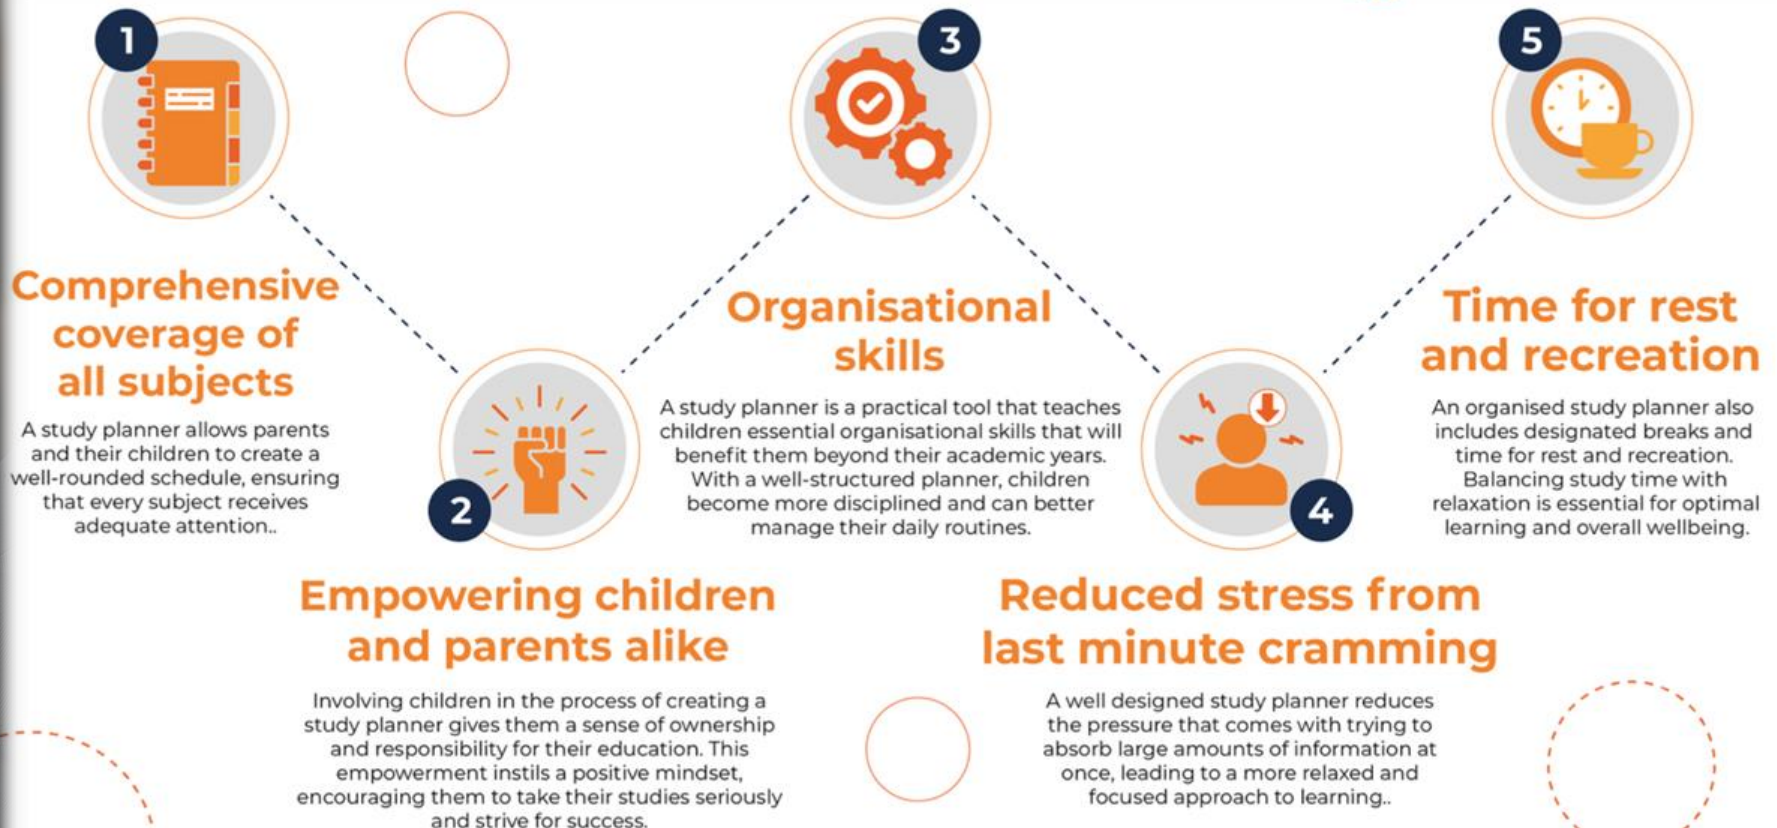 1
Comprehensive
coverage of
all subjects
A study planner allows parents
and their children to create a
well-rounded schedule, ensuring
that every subject receives
adequate attention..
2
Empowering children
and parents alike
Involving children in the process of creating a
study planner gives them a sense of ownership
and responsibility for their education. This
empowerment instils a positive mindset,
encouraging them to take their studies seriously
and strive for success.
3
Organisational
skills
A study planner is a practical tool that teaches
children essential organisational skills that will
benefit them beyond their academic years.
With a well-structured planner, children
become more disciplined and can better
manage their daily routines.
4
Reduced stress from
last minute cramming
A well designed study planner reduces
the pressure that comes with trying to
absorb large amounts of information at
once, leading to a more relaxed and
focused approach to learning..
5
Time for rest
and recreation
An organised study planner also
includes designated breaks and
time for rest and recreation.
Balancing study time with
relaxation is essential for optimal
learning and overall wellbeing.